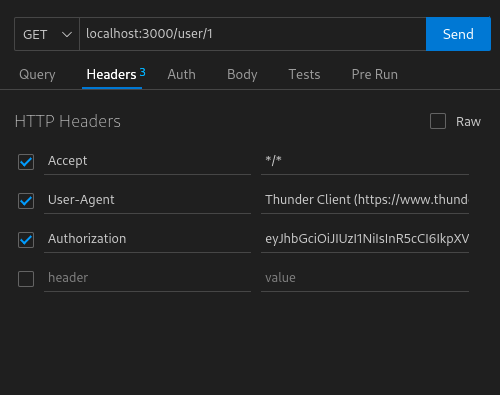 GET localhost:3000/user/1 Send
Query Headers 3 Auth Body Tests Pre Run
HTTP Headers Raw
Accept */*
User-Agent Thunder Client (https://www.thund
Authorization eyJhbGciOiJIUzI1NiIsInR5cCI6IkpXV
header value